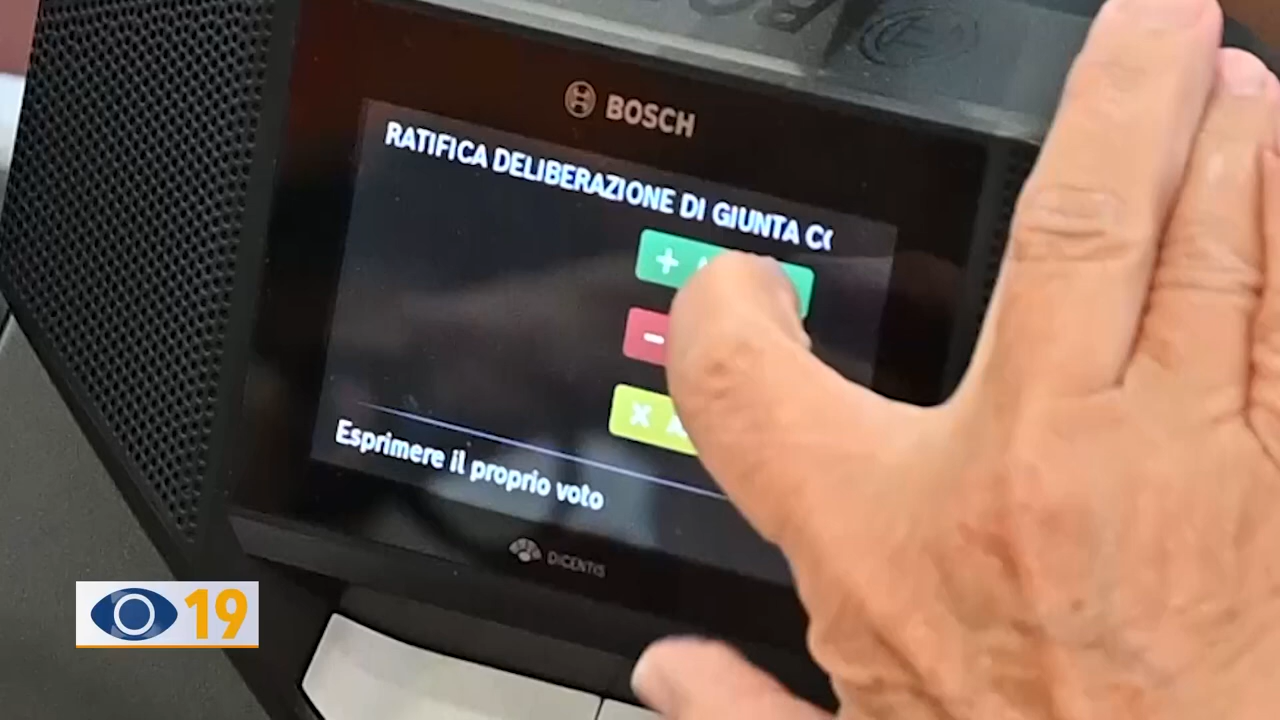 BOSCH
RATIFICA DELIBERAZIONE DI GIUNTA
+
-
X
Esprimere il proprio voto
DICENTIS
19